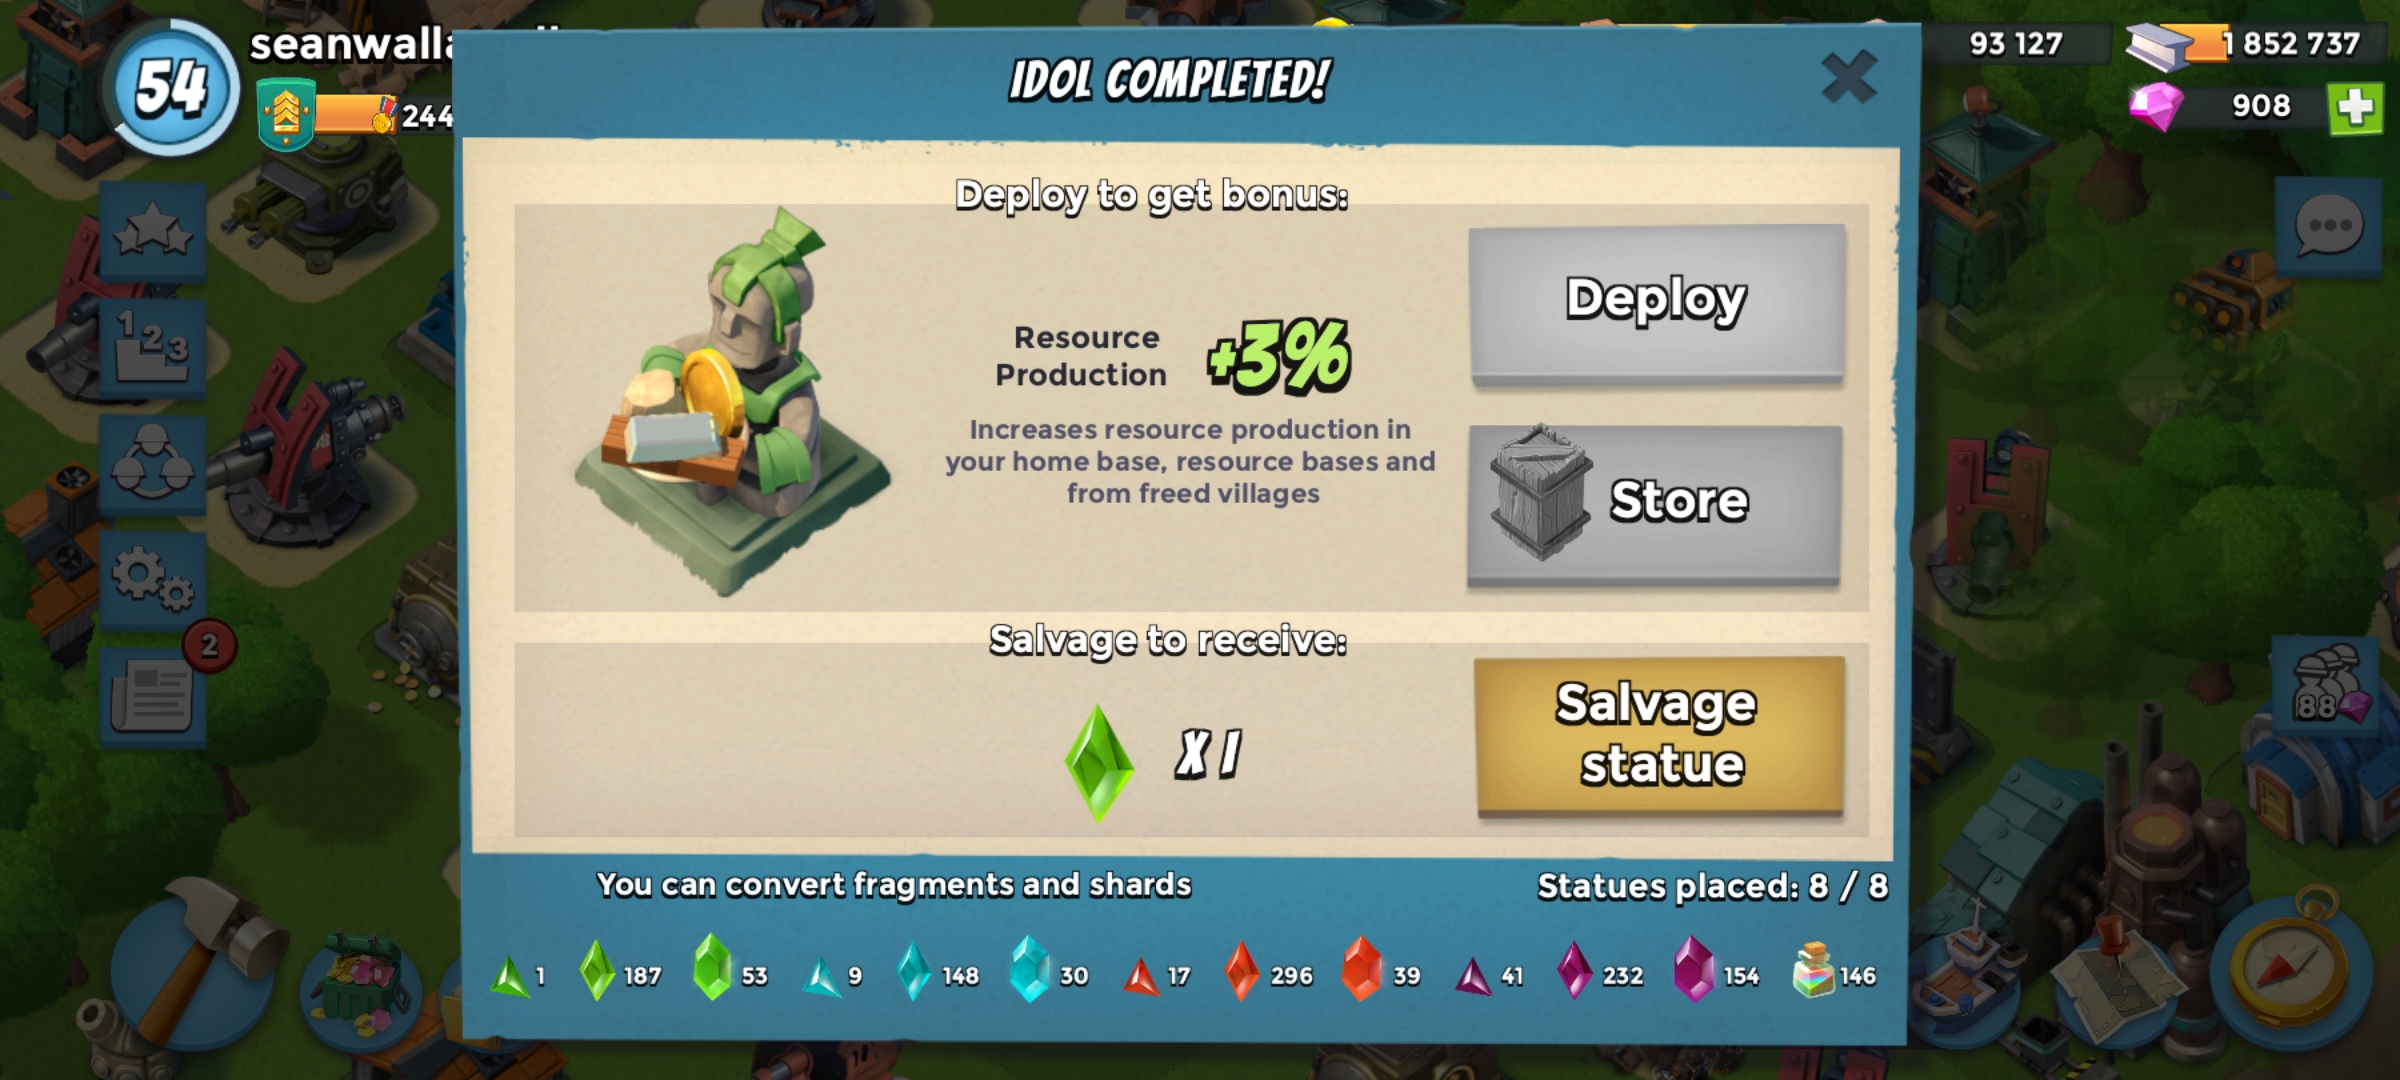 54
244
IDOL COMPLETED!
93 127
1 852 737
908
Deploy to get bonus:
Resource
Production
+3%
Increases resource production in
your home base, resource bases and
from freed villages
Deploy
Store
1 2 3
2
88
Salvage to receive:
X 1
Salvage
statue
You can convert fragments and shards
Statues placed: 8 / 8
1 187 53 9 148 30 17 296 39 41 232 154 146